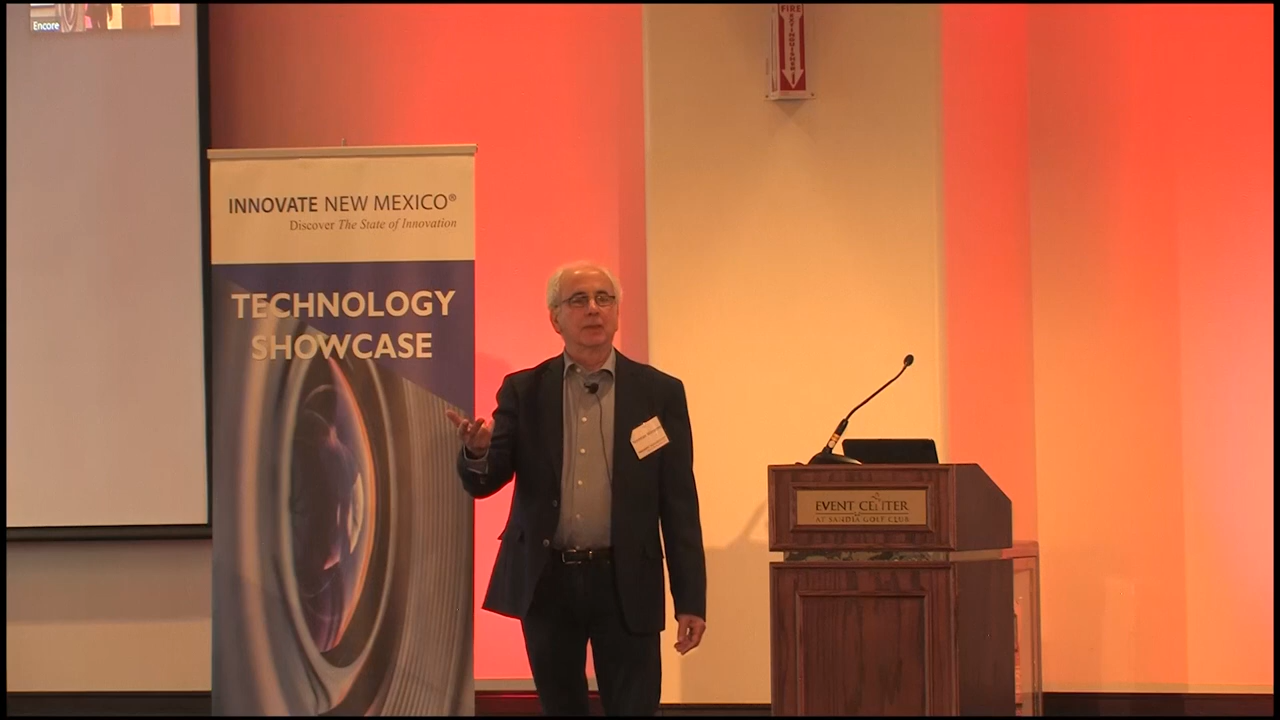 Encore
FIRE
EXTINGUISHER
INNOVATE NEW MEXICO®
Discover The State of Innovation
TECHNOLOGY
SHOWCASE
EVENT CENTER
AT SANDIA GOLF CLUB